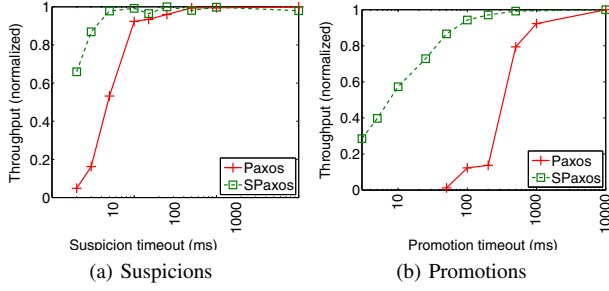 Throughput (normalized)
1
0.8
0.6
0.4
0.2
0
10
100
1000
Paxos
SPaxos
Suspicion timeout (ms)
(a) Suspicions
Throughput (normalized)
1
0.8
0.6
0.4
0.2
0
10
100
1000
10000
Paxos
SPaxos
Promotion timeout (ms)
(b) Promotions